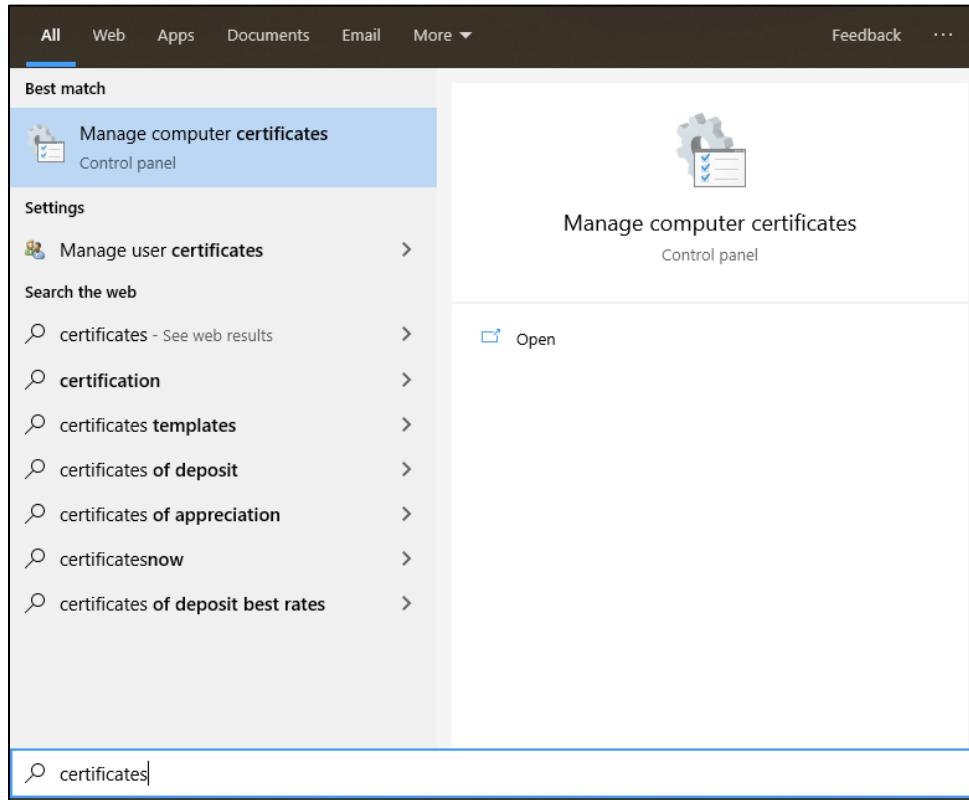 All Web Apps Documents Email More Feedback ...
Best match
Manage computer certificates
Control panel
Settings
Manage user certificates
Search the web
certificates - See web results
certification
certificates templates
certificates of deposit
certificates of appreciation
certificatesnow
certificates of deposit best rates
Manage computer certificates
Control panel
Open
certificates